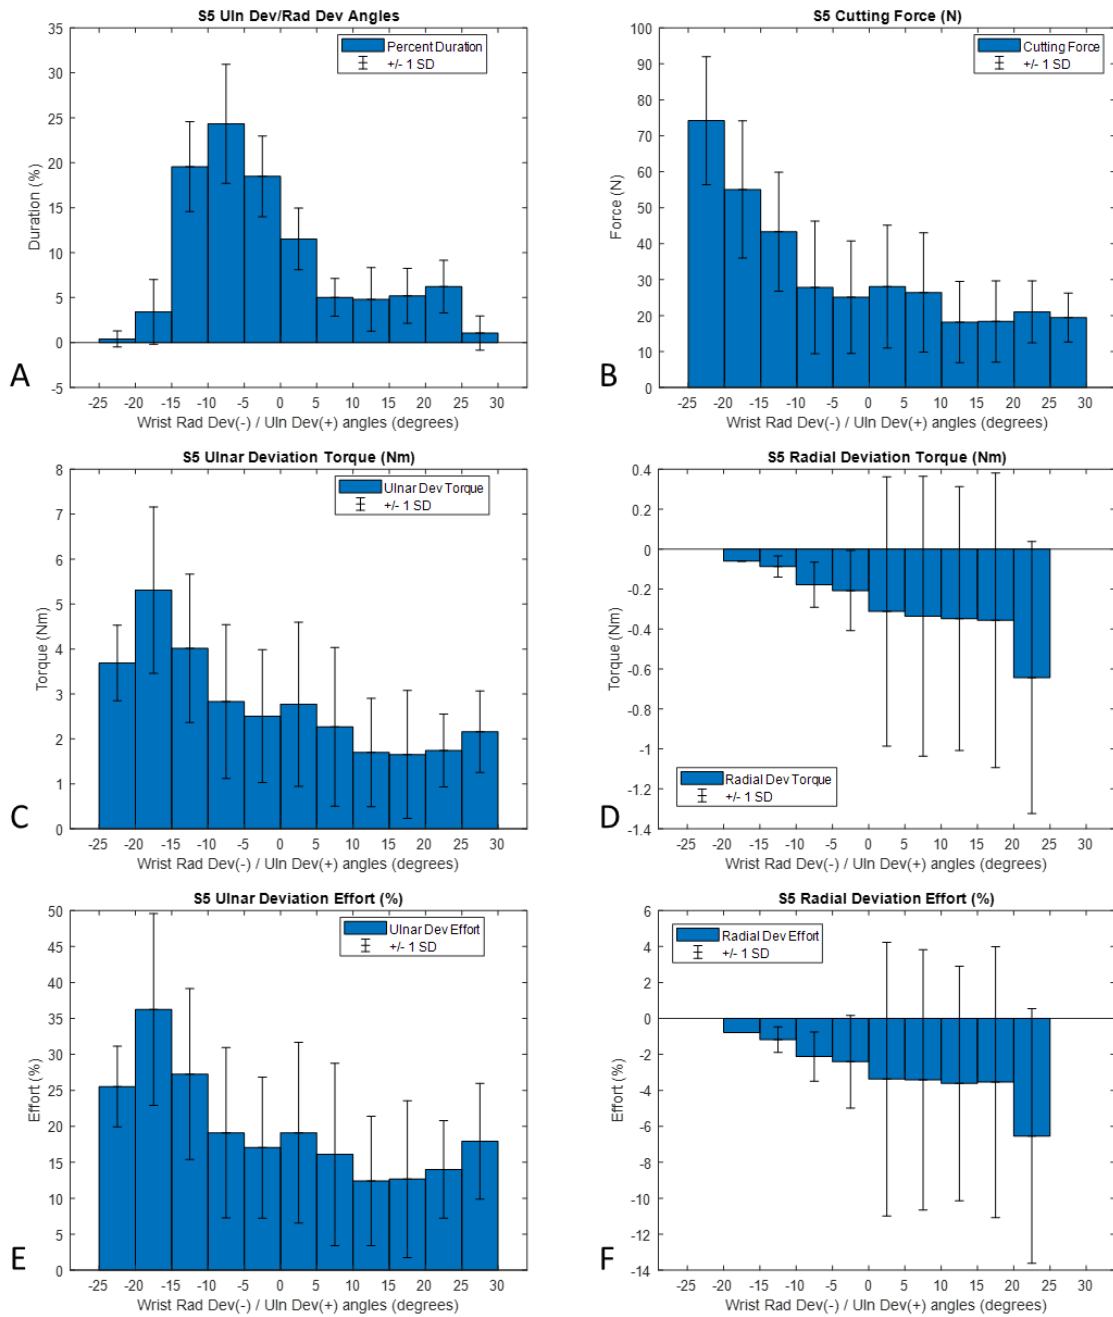 S5 Uln Dev/Rad Dev Angles
35
30
25
20
15
10
5
0
-5
Duration (%)
Percent Duration
+/- 1 SD
-25 -20 -15 -10 -5 0 5 10 15 20 25 30
Wrist Rad Dev(-) / Uln Dev(+) angles (degrees)
A
S5 Cutting Force (N)
100
90
80
70
60
50
40
30
20
10
0
Force (N)
Cutting Force
+/- 1 SD
-25 -20 -15 -10 -5 0 5 10 15 20 25 30
Wrist Rad Dev(-) / Uln Dev(+) angles (degrees)
B
S5 Ulnar Deviation Torque (Nm)
8
7
6
5
4
3
2
1
0
Torque (Nm)
Ulnar Dev Torque
+/- 1 SD
-25 -20 -15 -10 -5 0 5 10 15 20 25 30
Wrist Rad Dev(-) / Uln Dev(+) angles (degrees)
C
S5 Radial Deviation Torque (Nm)
0.4
0.2
0
-0.2
-0.4
-0.6
-0.8
-1
-1.2
-1.4
Torque (Nm)
Radial Dev Torque
+/- 1 SD
-25 -20 -15 -10 -5 0 5 10 15 20 25 30
Wrist Rad Dev(-) / Uln Dev(+) angles (degrees)
D
S5 Ulnar Deviation Effort (%)
50
45
40
35
30
25
20
15
10
5
0
Effort (%)
Ulnar Dev Effort
+/- 1 SD
-25 -20 -15 -10 -5 0 5 10 15 20 25 30
Wrist Rad Dev(-) / Uln Dev(+) angles (degrees)
E
S5 Radial Deviation Effort (%)
6
4
2
0
-2
-4
-6
-8
-10
-12
-14
Effort (%)
Radial Dev Effort
+/- 1 SD
-25 -20 -15 -10 -5 0 5 10 15 20 25 30
Wrist Rad Dev(-) / Uln Dev(+) angles (degrees)
F